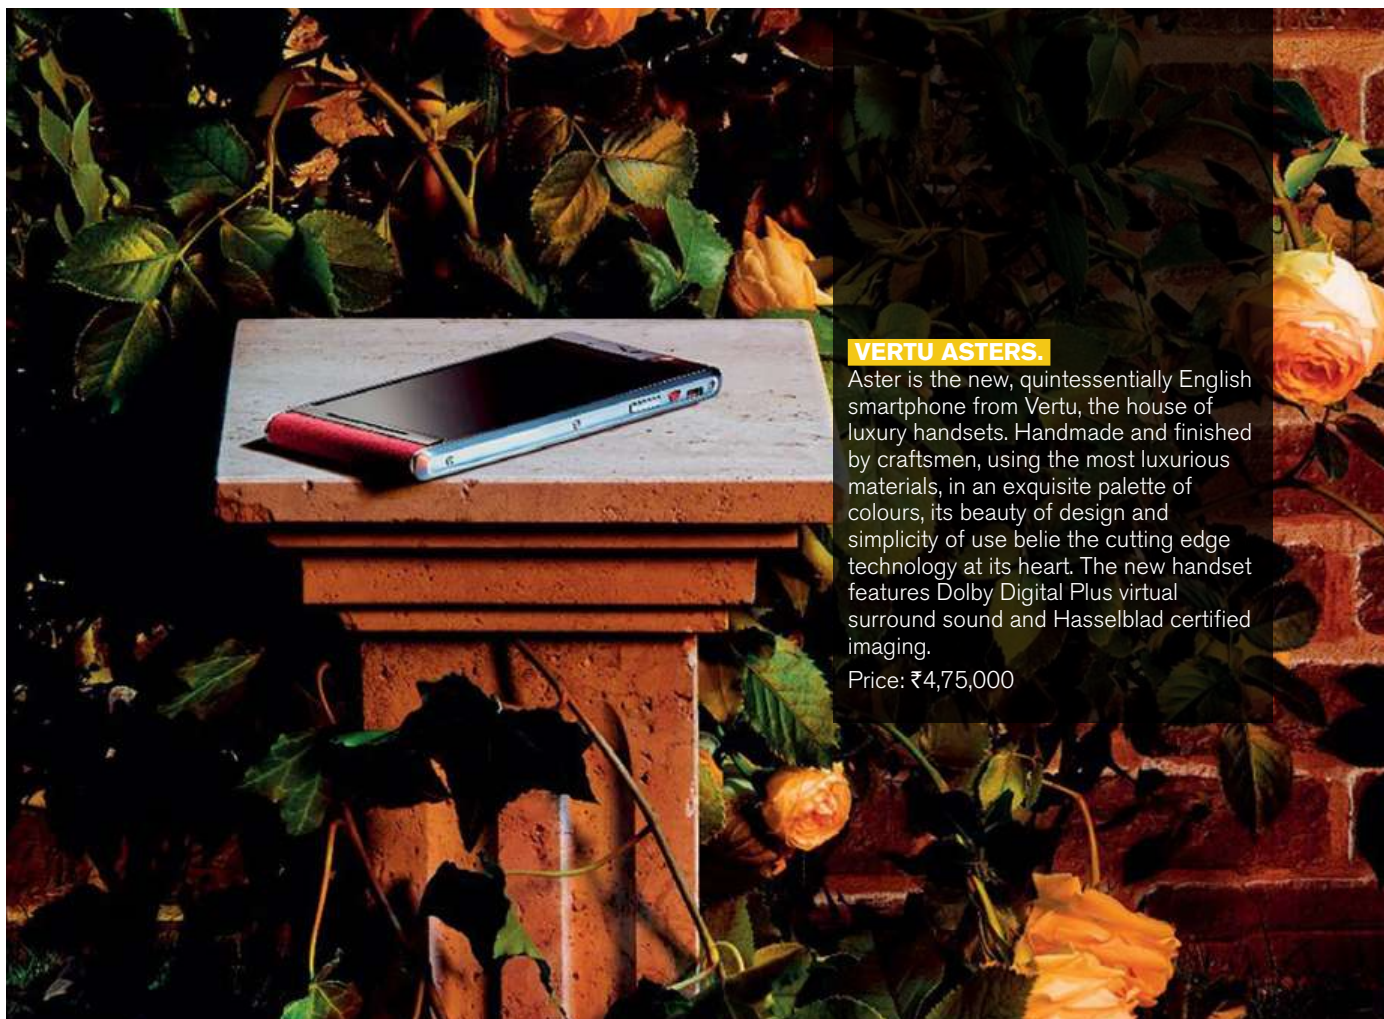 VERTU ASTERS.
Aster is the new, quintessentially English
smartphone from Vertu, the house of
luxury handsets. Handmade and finished
by craftsmen, using the most luxurious
materials, in an exquisite palette of
colours, its beauty of design and
simplicity of use belie the cutting edge
technology at its heart. The new handset
features Dolby Digital Plus virtual
surround sound and Hasselblad certified
imaging.
Price: ₹4,75,000